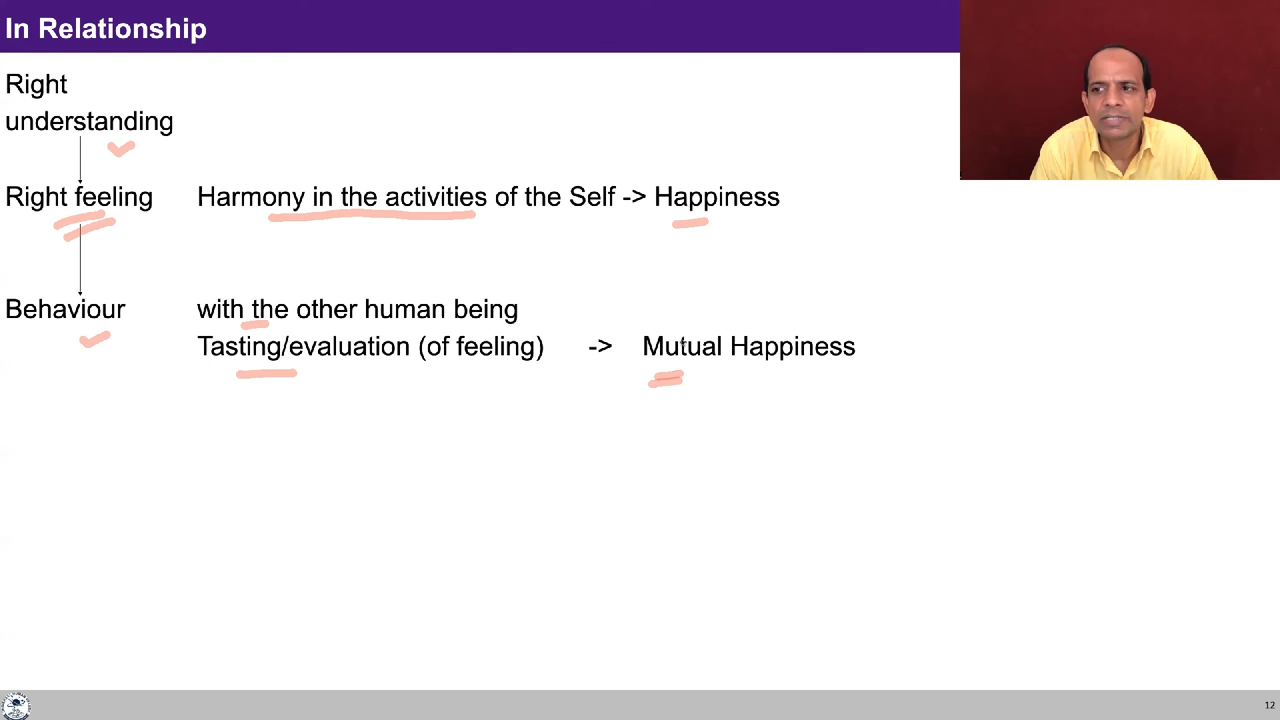 In Relationship
Right
understanding
Right feeling Harmony in the activities of the Self -> Happiness
Behaviour with the other human being
Tasting/evaluation (of feeling) -> Mutual Happiness
12